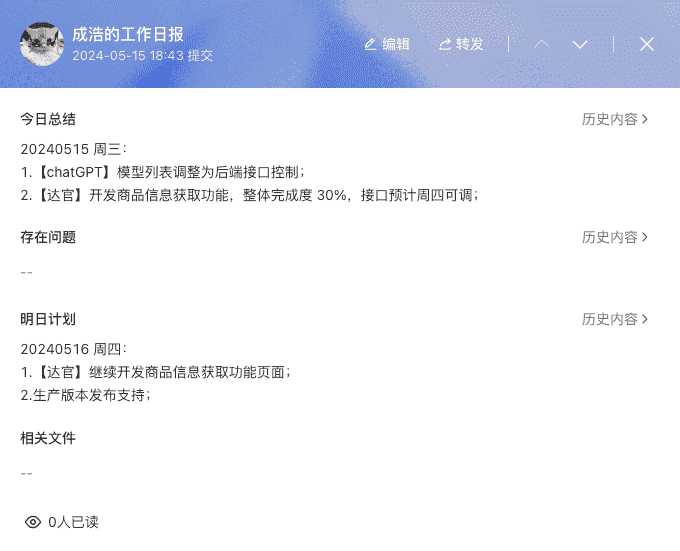 成浩的工作日报
2024-05-15 18:43 提交
编辑 转发
今日总结 历史内容
20240515 周三：
1.【chatGPT】模型列表调整为后端接口控制；
2.【达官】开发商品信息获取功能，整体完成度 30%，接口预计周四可调；
存在问题 历史内容
--
明日计划 历史内容
20240516 周四：
1.【达官】继续开发商品信息获取功能页面；
2.生产版本发布支持；
相关文件
--
0人已读